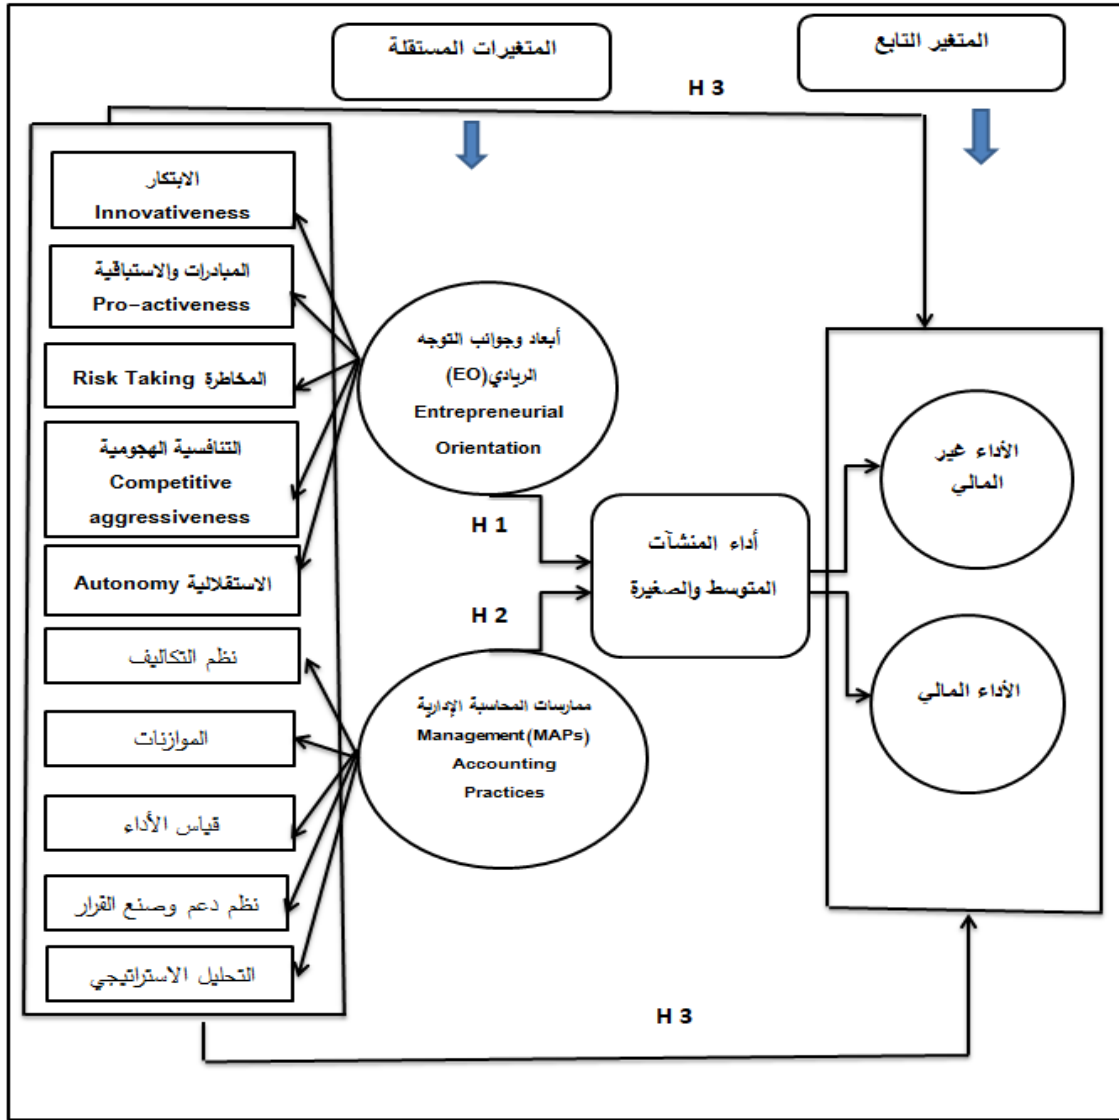 المتغيرات المستقلة
المتغير التابع
H 3
الابتكار
Innovativeness
المبادرات والاستباقية
Pro-activeness
المخاطرة Risk Taking
التنافسية الهجومية
Competitive
aggressiveness
الاستقلالية Autonomy
نظم التكاليف
الموازنات
قياس الأداء
نظم دعم وصنع القرار
التحليل الاستراتيجي
أبعاد وجوانب التوجه
الريادي(EO)
Entrepreneurial
Orientation
H 1
H 2
ممارسات المحاسبة الإدارية
Management(MAPs)
Accounting
Practices
أداء المنشآت
المتوسط والصغيرة
الأداء غير
المالي
الأداء المالي
H 3